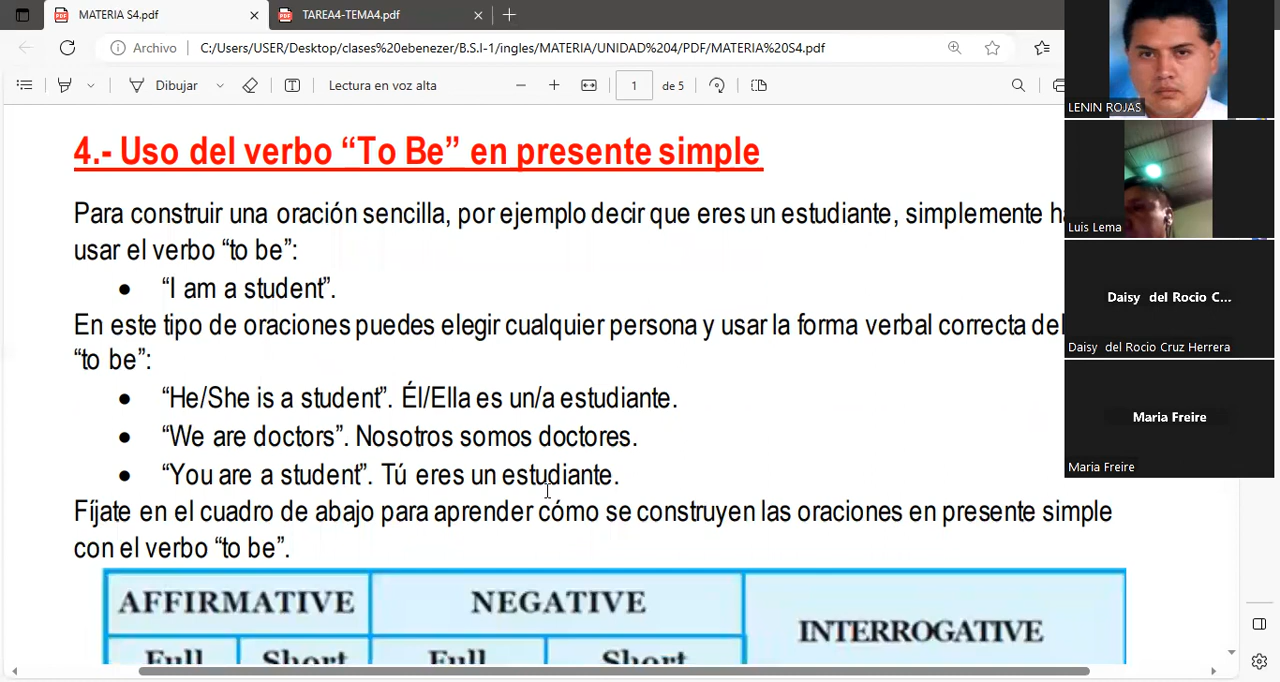 MATERIA S4.pdf
TAREA4-TEMA4.pdf
Archivo
C:/Users/USER/Desktop/clases%20ebenezer/B.S.I-1/ingles/MATERIA/UNIDAD%204/PDF/MATERIA%20S4.pdf
Dibujar
Lectura en voz alta
1
de 5
LENIN ROJAS
4.- Uso del verbo “To Be” en presente simple
Para construir una oración sencilla, por ejemplo decir que eres un estudiante, simplemente
usar el verbo “to be”:
Luis Lema
• “I am a student”.
En este tipo de oraciones puedes elegir cualquier persona y usar la forma verbal correcta del
“to be”:
Daisy del Rocio C...
Daisy del Rocio Cruz Herrera
• “He/She is a student”. Él/Ella es un/a estudiante.
• “We are doctors”. Nosotros somos doctores.
• “You are a student”. Tú eres un estudiante.
Maria Freire
Maria Freire
Fíjate en el cuadro de abajo para aprender cómo se construyen las oraciones en presente simple
con el verbo “to be”.
AFFIRMATIVE
NEGATIVE
INTERROGATIVE
Full
Short
Full
Short